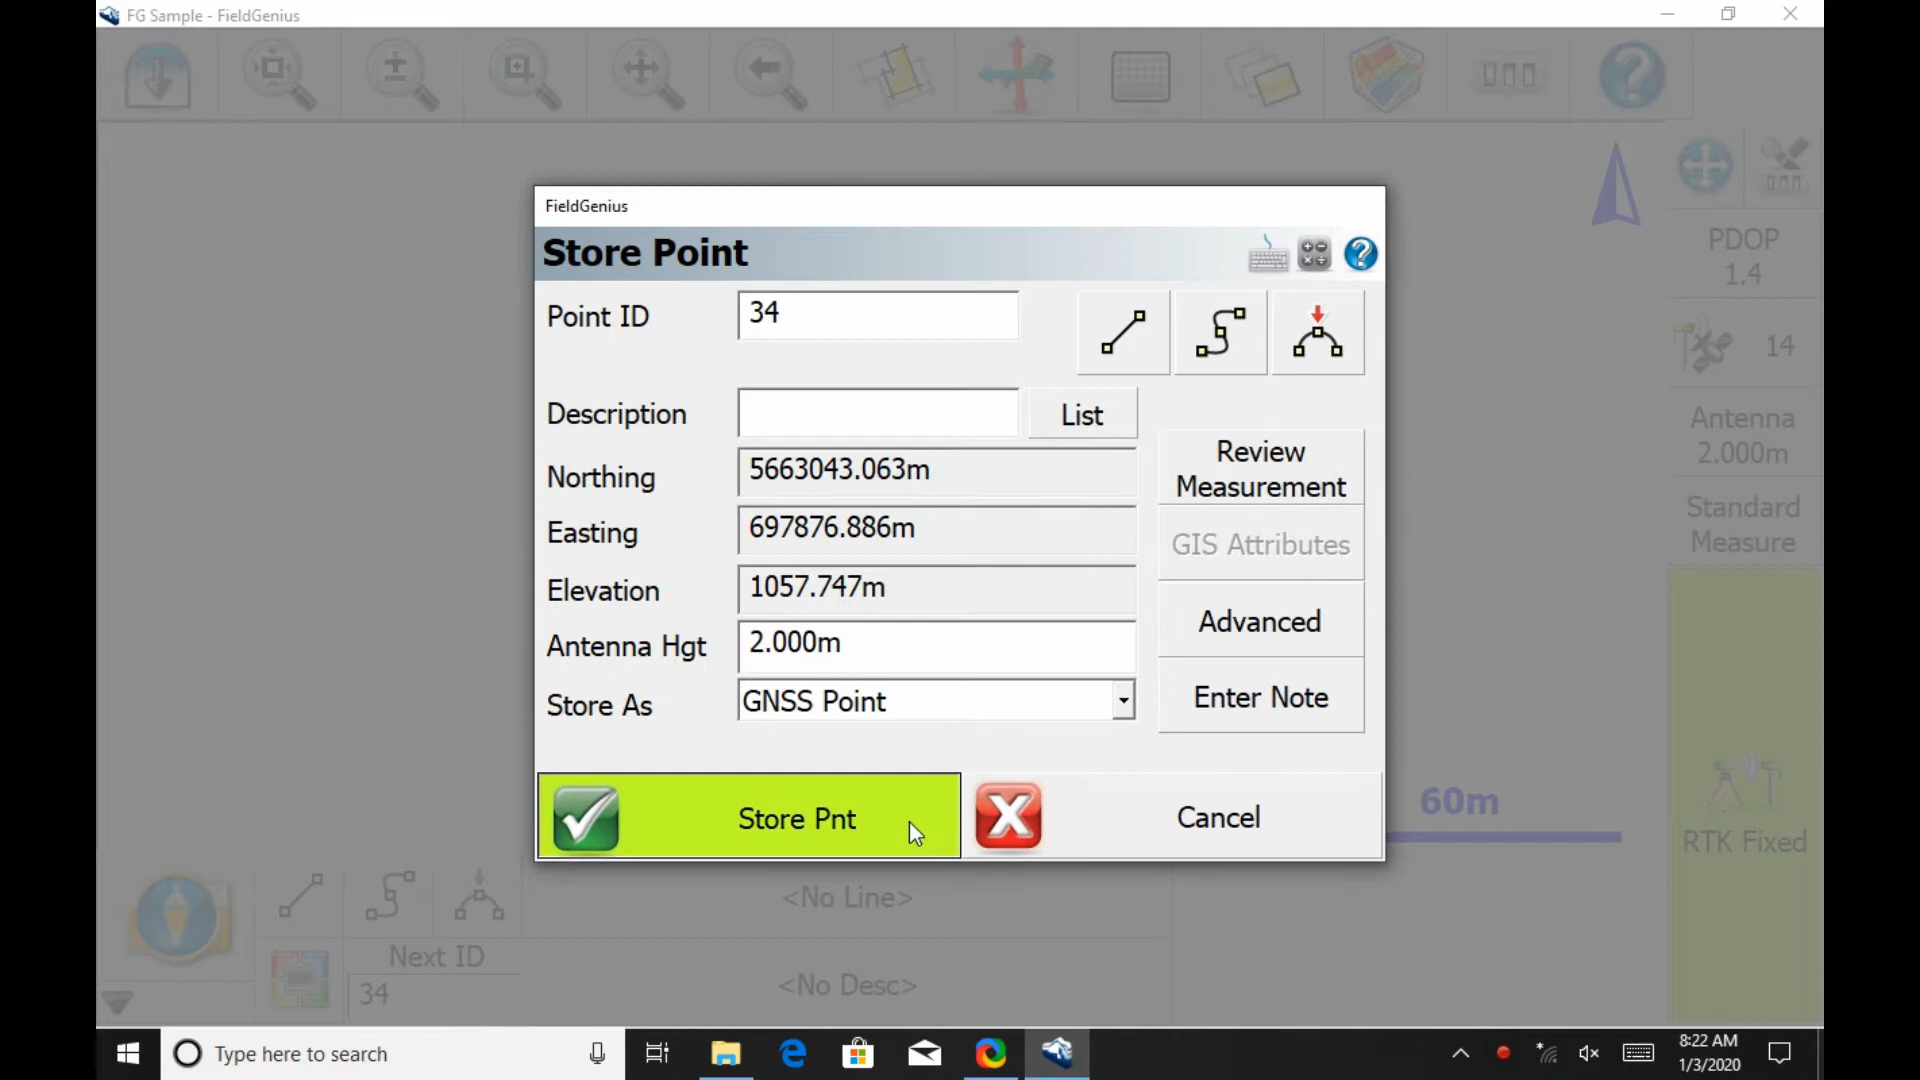 FG Sample - FieldGenius
PDOP
1.4
14
Antenna
2.000m
Standard
Measure
RTK Fixed
60m
FieldGenius
Store Point
Point ID
34
Description
List
Northing
5663043.063m
Easting
697876.886m
Elevation
1057.747m
Antenna Hgt
2.000m
Store As
GNSS Point
Review
Measurement
GIS Attributes
Advanced
Enter Note
Store Pnt
Cancel
<No Line>
Next ID
34
<No Desc>
Type here to search
8:22 AM
1/3/2020